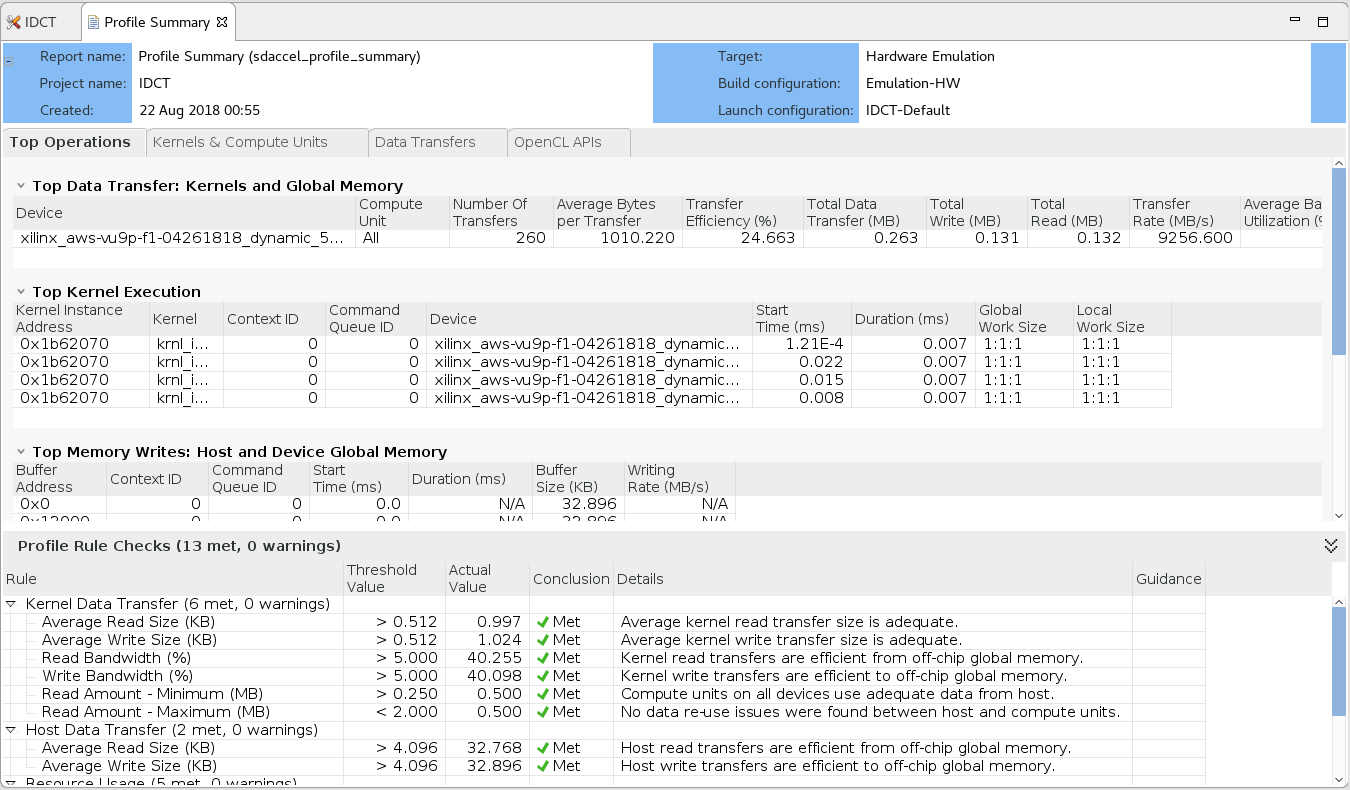 IDCT
Profile Summary
Report name: Profile Summary (sdaccel_profile_summary) Target: Hardware Emulation
Project name: IDCT Build configuration: Emulation-HW
Created: 22 Aug 2018 00:55 Launch configuration: IDCT-Default
Top Operations Kernels & Compute Units Data Transfers OpenCL APIs
Top Data Transfer: Kernels and Global Memory
Device Compute Unit Number Of Transfers Average Bytes per Transfer Transfer Efficiency (%) Total Data Transfer (MB) Total Write (MB) Total Read (MB) Transfer Rate (MB/s) Average Ba Utilization (%
xilinx_aws-vu9p-f1-04261818_dynamic_5... All 260 1010.220 24.663 0.263 0.131 0.132 9256.600
Top Kernel Execution
Kernel Instance Address Kernel Context ID Command Queue ID Device Start Time (ms) Duration (ms) Global Work Size Local Work Size
0x1b62070 krnl_i... 0 0 xilinx_aws-vu9p-f1-04261818_dynamic... 1.21E-4 0.007 1:1:1 1:1:1
0x1b62070 krnl_i... 0 0 xilinx_aws-vu9p-f1-04261818_dynamic... 0.022 0.007 1:1:1 1:1:1
0x1b62070 krnl_i... 0 0 xilinx_aws-vu9p-f1-04261818_dynamic... 0.015 0.007 1:1:1 1:1:1
0x1b62070 krnl_i... 0 0 xilinx_aws-vu9p-f1-04261818_dynamic... 0.008 0.007 1:1:1 1:1:1
Top Memory Writes: Host and Device Global Memory
Buffer Address Context ID Command Queue ID Start Time (ms) Duration (ms) Buffer Size (KB) Writing Rate (MB/s)
0x0 0 0 0.0 N/A 32.896 N/A
0x12000 0 0 0.0 N/A 32.896 N/A
Profile Rule Checks (13 met, 0 warnings)
Rule Threshold Value Actual Value Conclusion Details Guidance
Kernel Data Transfer (6 met, 0 warnings)
Average Read Size (KB) > 0.512 0.997 Met Average kernel read transfer size is adequate.
Average Write Size (KB) > 0.512 1.024 Met Average kernel write transfer size is adequate.
Read Bandwidth (%) > 5.000 40.255 Met Kernel read transfers are efficient from off-chip global memory.
Write Bandwidth (%) > 5.000 40.098 Met Kernel write transfers are efficient to off-chip global memory.
Read Amount - Minimum (MB) > 0.250 0.500 Met Compute units on all devices use adequate data from host.
Read Amount - Maximum (MB) < 2.000 0.500 Met No data re-use issues were found between host and compute units.
Host Data Transfer (2 met, 0 warnings)
Average Read Size (KB) > 4.096 32.768 Met Host read transfers are efficient from off-chip global memory.
Average Write Size (KB) > 4.096 32.896 Met Host write transfers are efficient to off-chip global memory.
Resource Usage (5 met, 0 warnings)